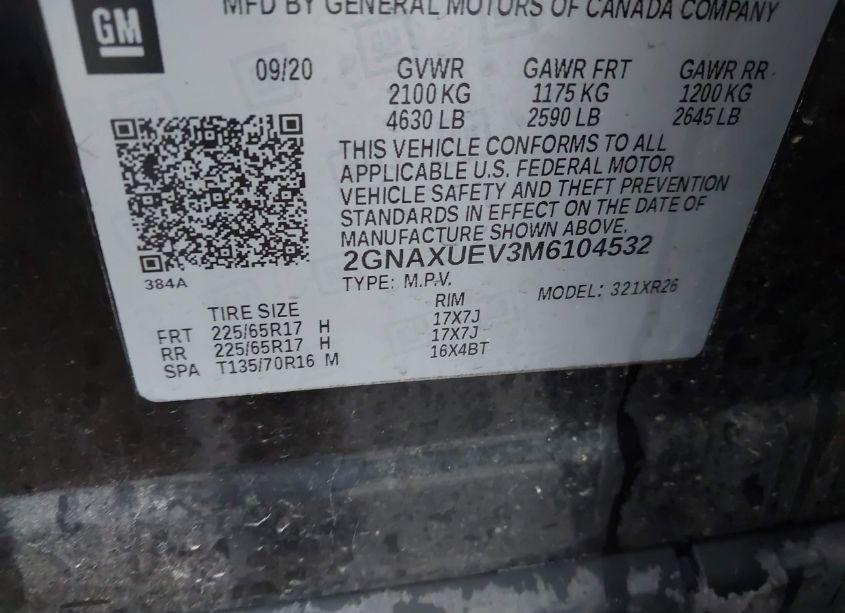 GM
MFD BY GENERAL MOTORS OF CANADA COMPANY
09/20 GVWR GAWR FRT GAWR RR
2100 KG 1175 KG 1200 KG
4630 LB 2590 LB 2645 LB
THIS VEHICLE CONFORMS TO ALL
APPLICABLE U.S. FEDERAL MOTOR
VEHICLE SAFETY AND THEFT PREVENTION
STANDARDS IN EFFECT ON THE DATE OF
MANUFACTURE SHOWN ABOVE.
2GNAXUEV3M6104532
384A
TYPE: M.P.V. MODEL: 321XR26
TIRE SIZE RIM
FRT 225/65R17 H 17X7J
RR 225/65R17 H 17X7J
SPA T135/70R16 M 16X4BT